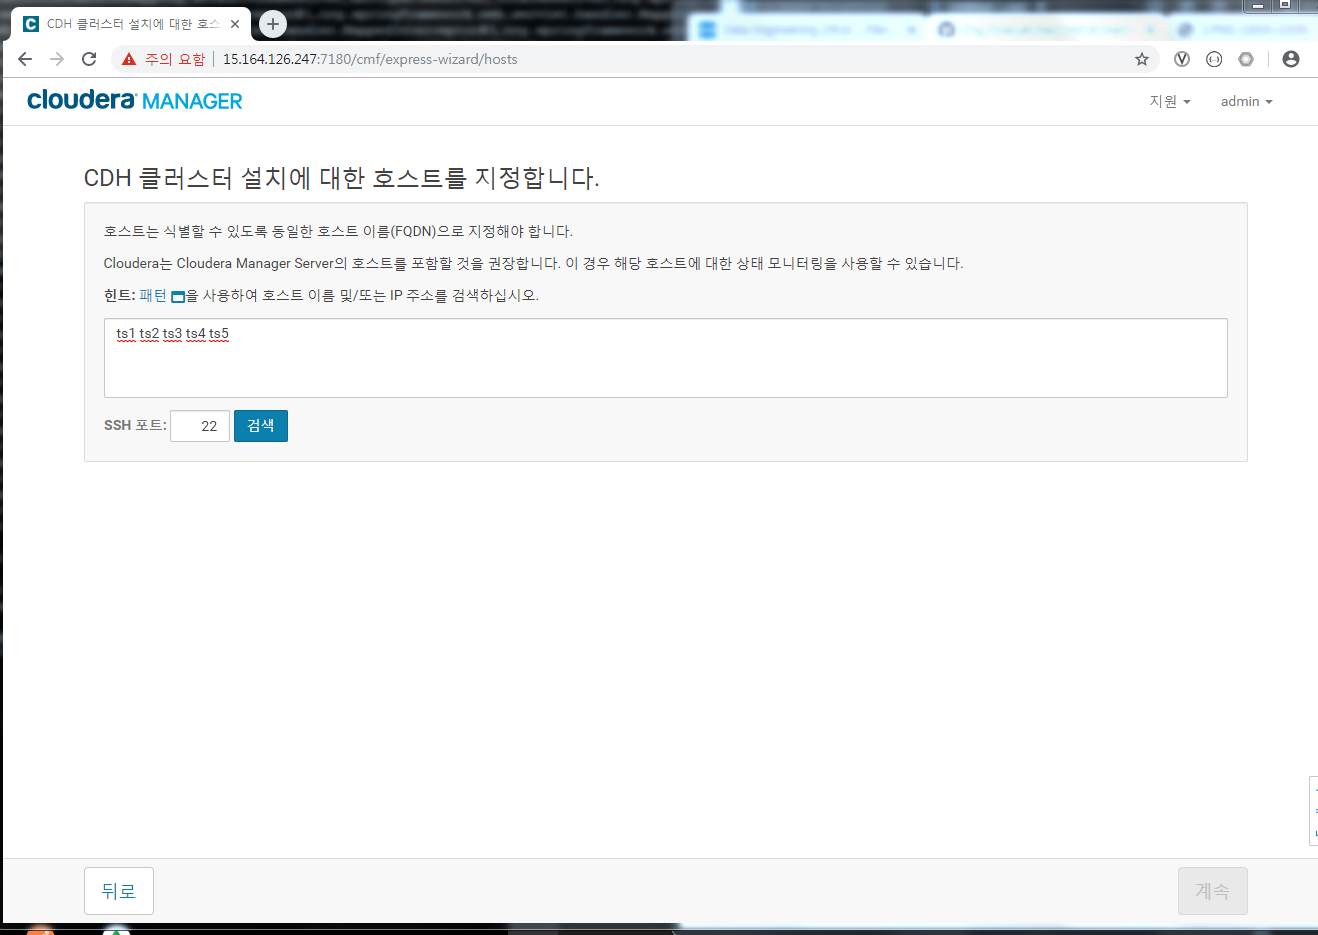 CDH 클러스터 설치에 대한 호스
주의 요함 15.164.126.247:7180/cmf/express-wizard/hosts
cloudera MANAGER
지원 admin
CDH 클러스터 설치에 대한 호스트를 지정합니다.
호스트는 식별할 수 있도록 동일한 호스트 이름(FQDN)으로 지정해야 합니다.
Cloudera는 Cloudera Manager Server의 호스트를 포함할 것을 권장합니다. 이 경우 해당 호스트에 대한 상태 모니터링을 사용할 수 있습니다.
힌트: 패턴 을 사용하여 호스트 이름 및/또는 IP 주소를 검색하십시오.
ts1 ts2 ts3 ts4 ts5
SSH 포트: 22 검색
뒤로 계속